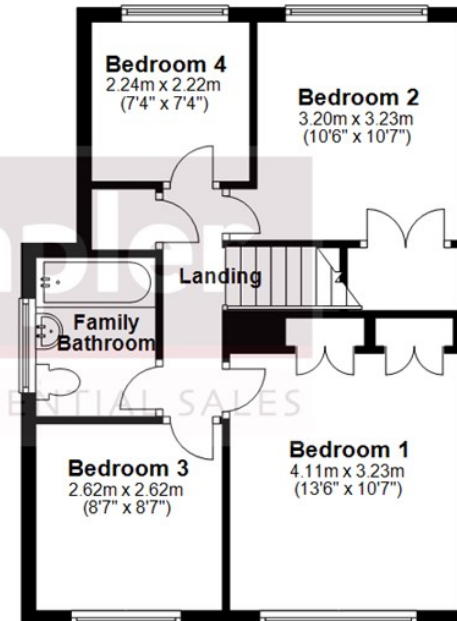 Bedroom 4
2.24m x 2.22m
(7'4" x 7'4")
Bedroom 2
3.20m x 3.23m
(10'6" x 10'7")
Landing
Family
Bathroom
SALES
Bedroom 3
2.62m x 2.62m
(8'7" x 8'7")
Bedroom 1
4.11m x 3.23m
(13'6" x 10'7")